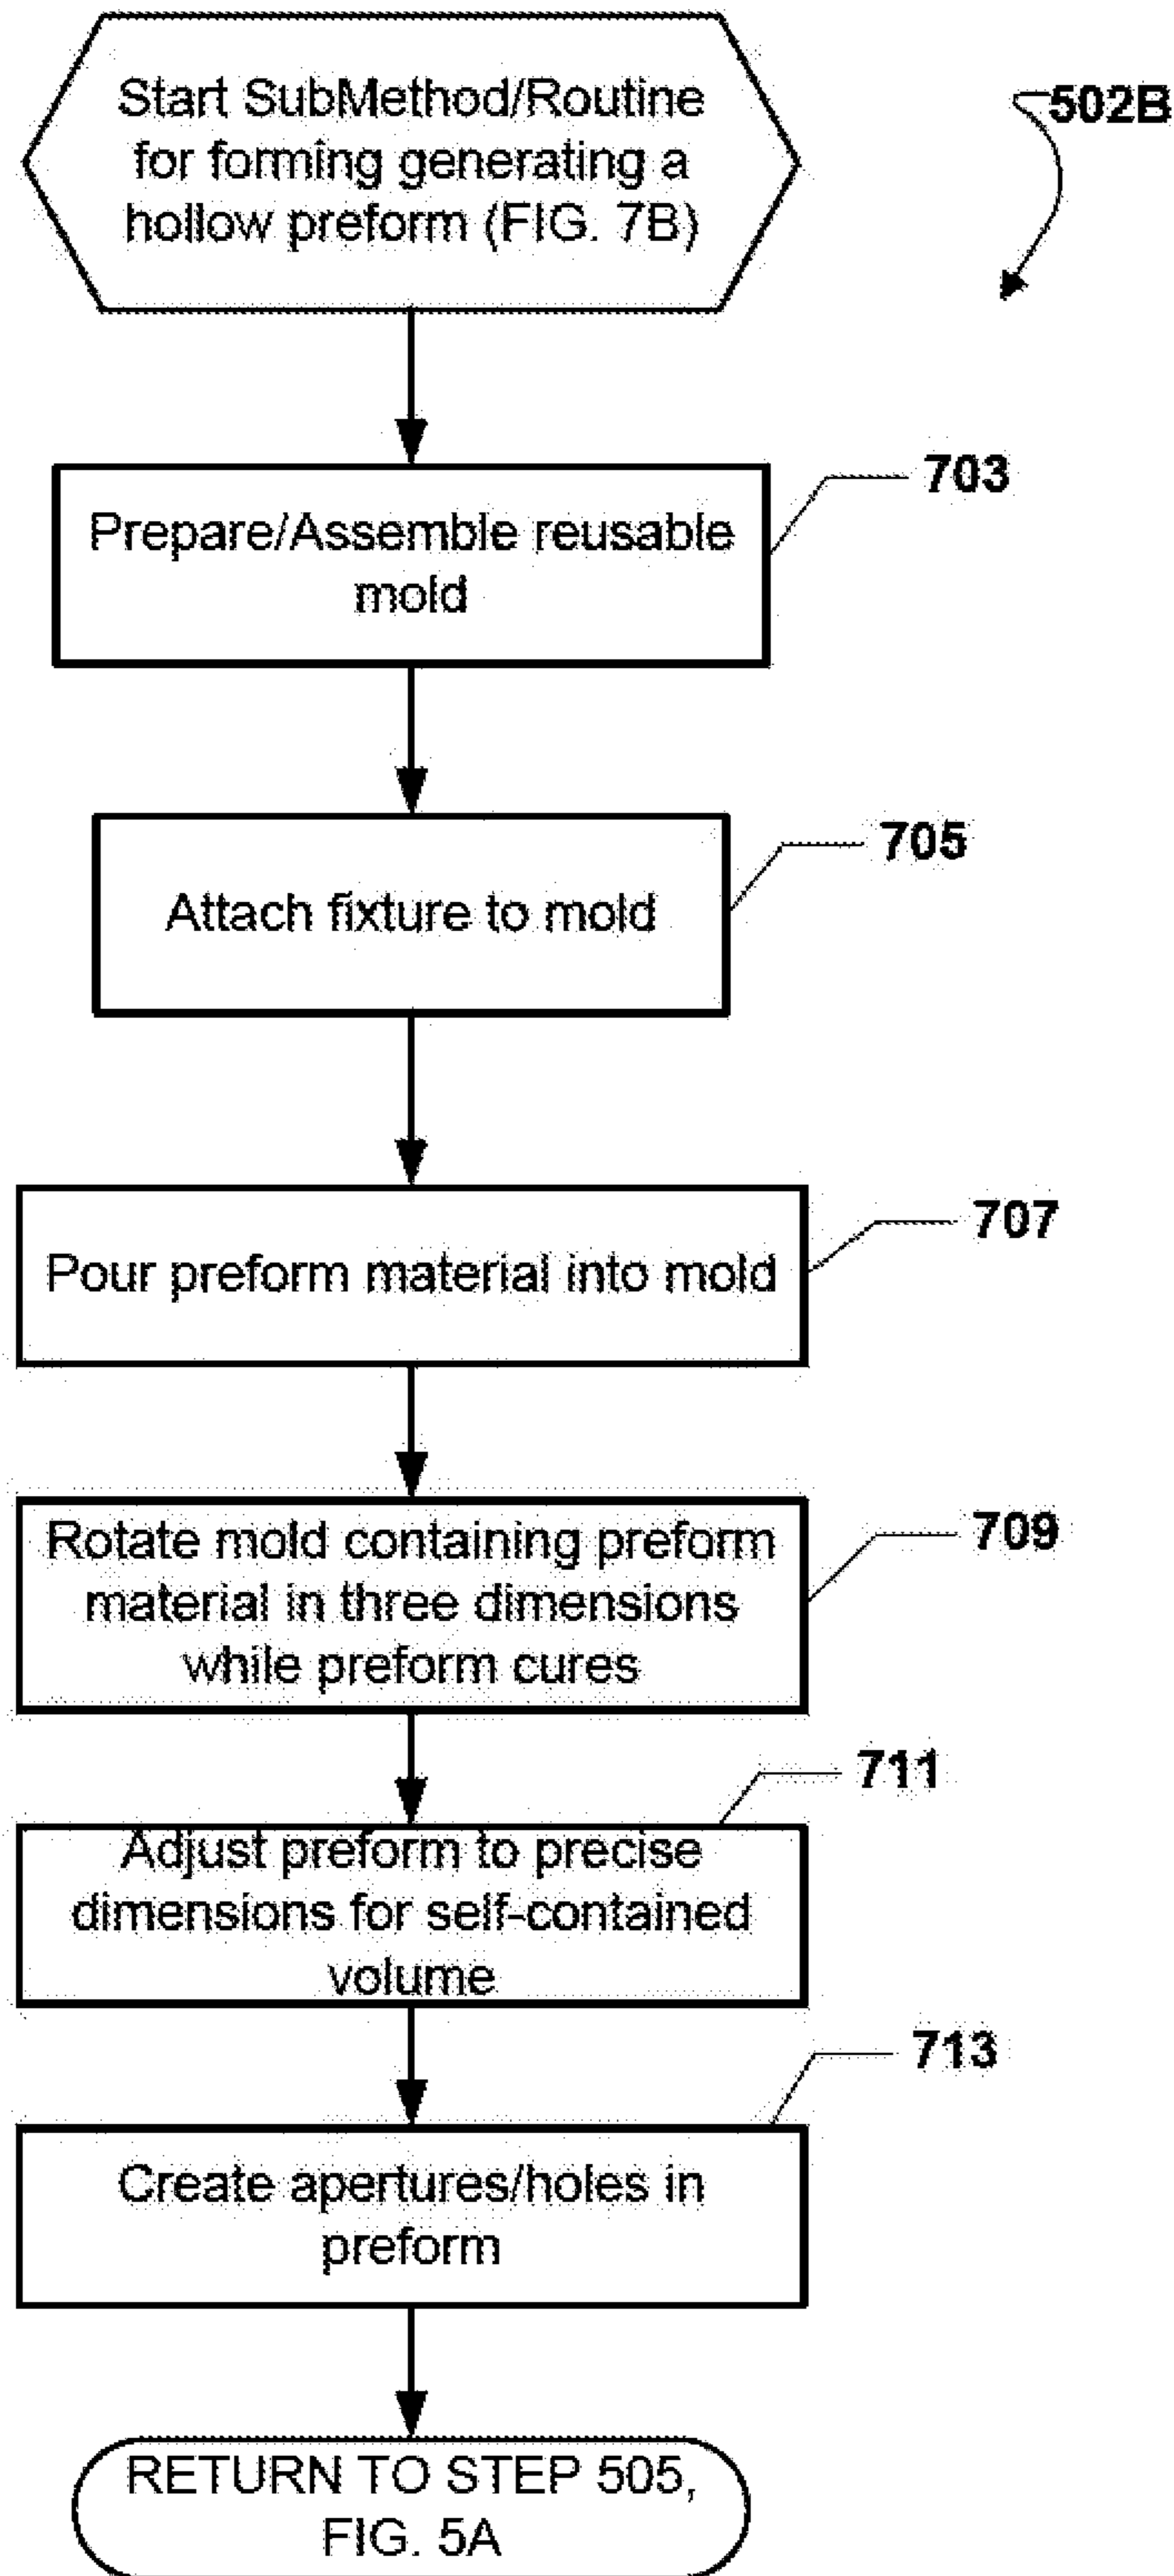 Start SubMethod/Routine
for forming generating a
hollow preform (FIG. 7B)
502B
Prepare/Assemble reusable
mold
703
Attach fixture to mold
705
Pour preform material into mold
707
Rotate mold containing preform
material in three dimensions
while preform cures
709
Adjust preform to precise
dimensions for self-contained
volume
711
Create apertures/holes in
preform
713
RETURN TO STEP 505,
FIG. 5A